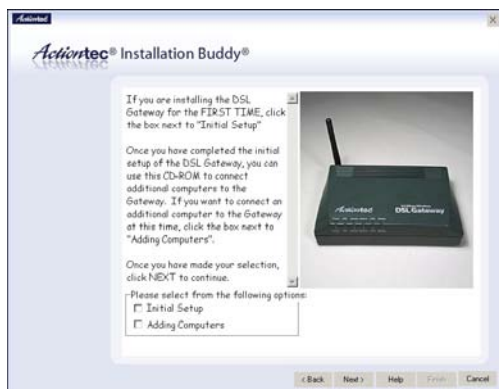 Actiontec
Actiontec® Installation Buddy®
If you are installing the DSL
Gateway for the FIRST TIME, click
the box next to "Initial Setup"
Once you have completed the initial
setup of the DSL Gateway, you can
use this CD-ROM to connect
additional computers to the
Gateway. If you want to connect an
additional computer to the Gateway
at this time, click the box next to
"Adding Computers".
Once you have made your selection,
click NEXT to continue.
Actiontec
DSL Gateway
Please select from the following options:
Initial Setup
Adding Computers
< Back Next > Help Finish Cancel